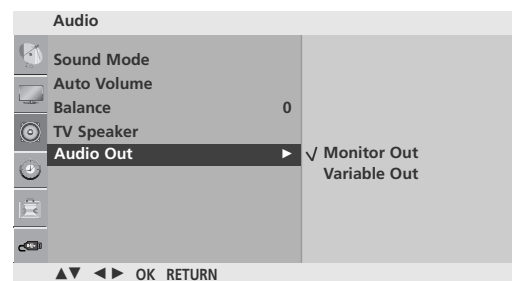 Audio
Sound Mode
Auto Volume
Balance 0
TV Speaker
Audio Out ► √ Monitor Out
Variable Out
▲▼ ◄► OK RETURN